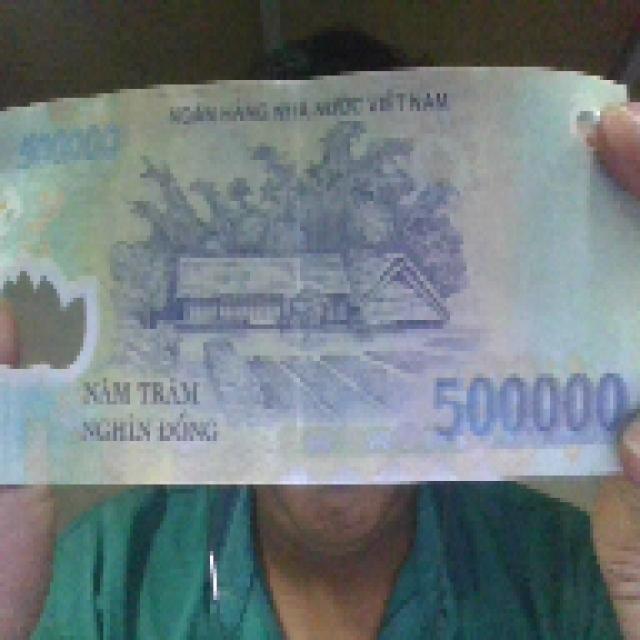 NGÂN HÀNG NHÀ NƯỚC VIỆT NAM
500000
NĂM TRĂM
NGHÌN ĐỒNG
500000